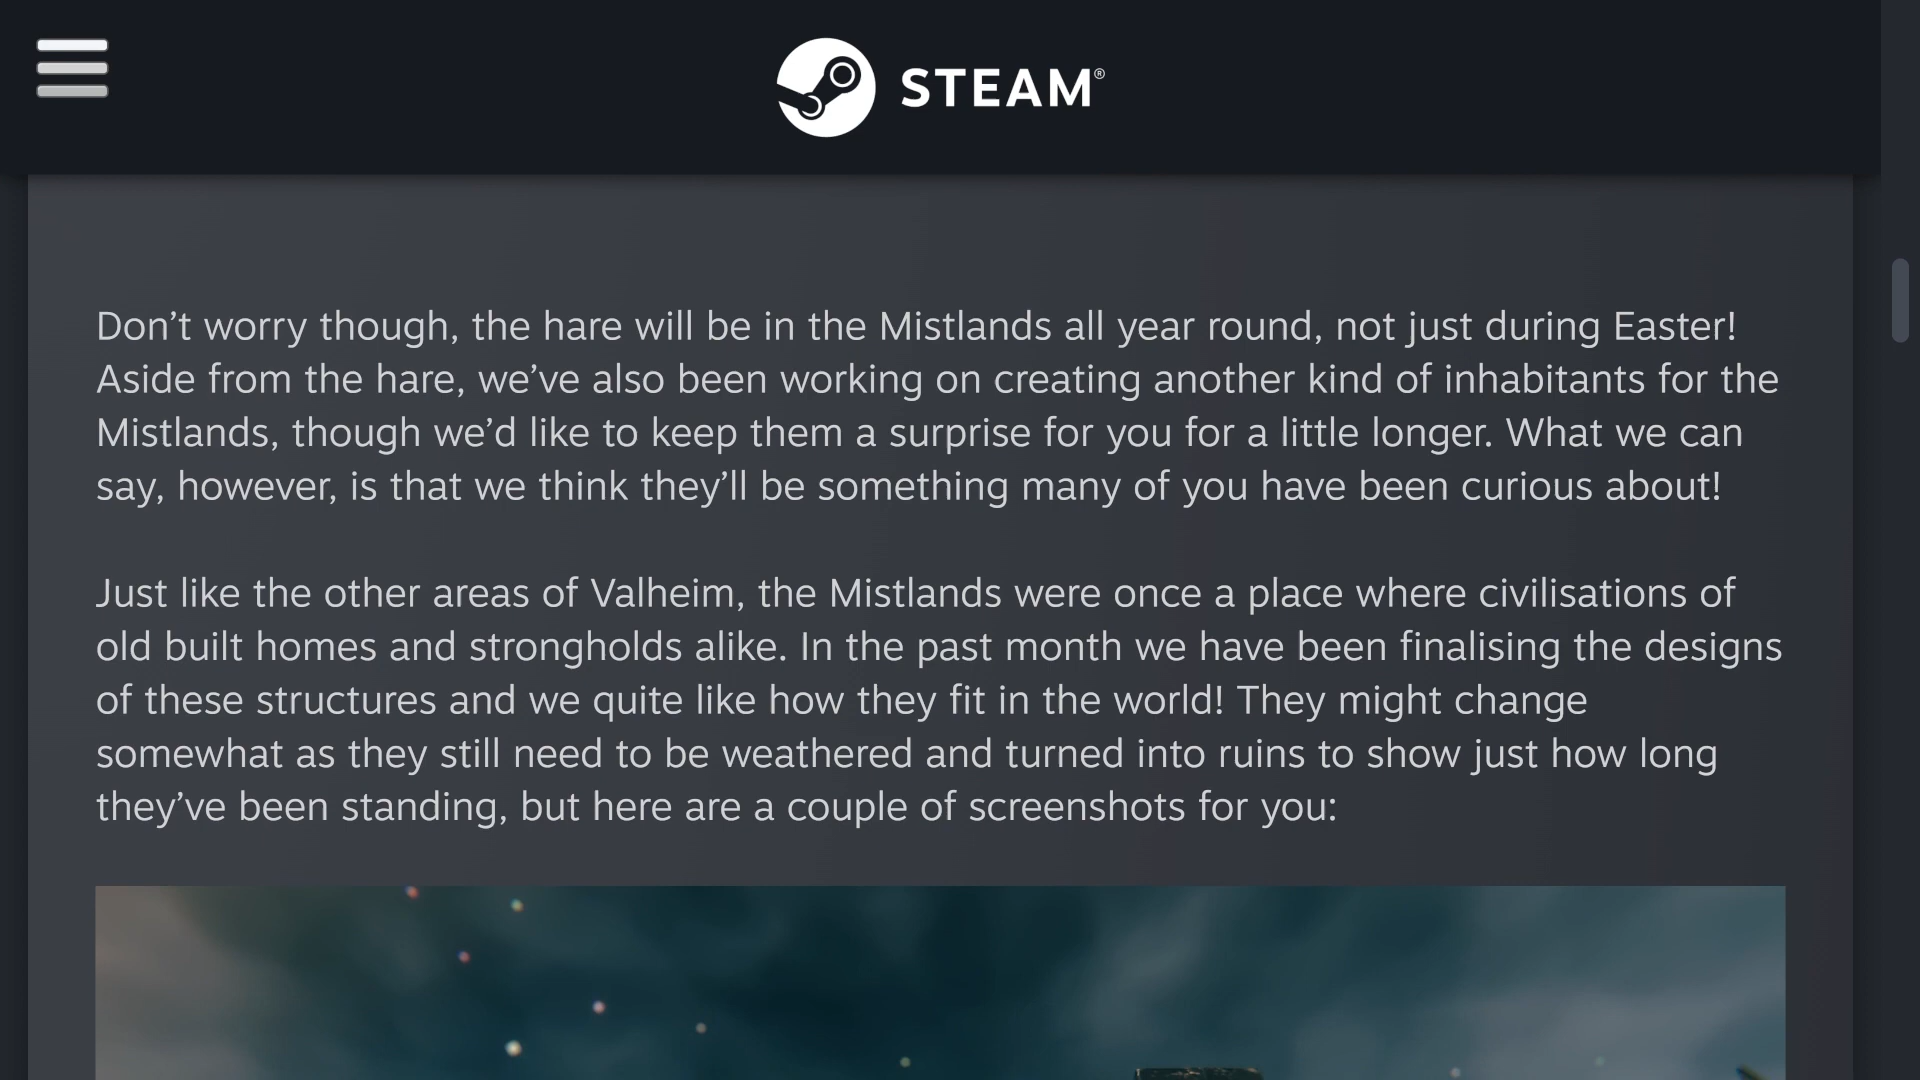 STEAM®
Don’t worry though, the hare will be in the Mistlands all year round, not just during Easter!
Aside from the hare, we’ve also been working on creating another kind of inhabitants for the
Mistlands, though we’d like to keep them a surprise for you for a little longer. What we can
say, however, is that we think they’ll be something many of you have been curious about!
Just like the other areas of Valheim, the Mistlands were once a place where civilisations of
old built homes and strongholds alike. In the past month we have been finalising the designs
of these structures and we quite like how they fit in the world! They might change
somewhat as they still need to be weathered and turned into ruins to show just how long
they’ve been standing, but here are a couple of screenshots for you: